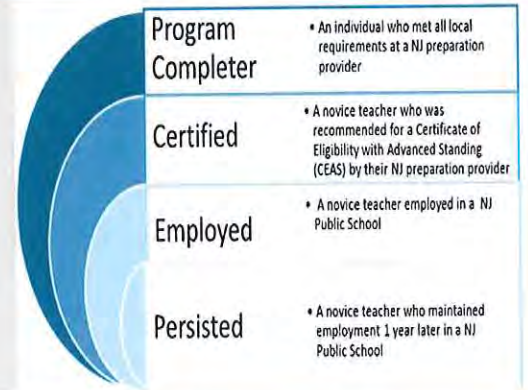 Program
Completer
• An individual who met all local
requirements at a NJ preparation
provider
Certified
• A novice teacher who was
recommended for a Certificate of
Eligibility with Advanced Standing
(CEAS) by their NJ preparation provider
Employed
• A novice teacher employed in a NJ
Public School
Persisted
• A novice teacher who maintained
employment 1 year later in a NJ
Public School